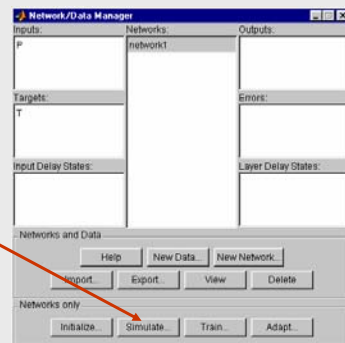 Network/Data Manager
Inputs: Networks: Outputs:
P network1
Targets: Errors:
T
Input Delay States: Layer Delay States:
Networks and Data
Help New Data... New Network...
Import... Export... View Delete
Networks only
Initialize... Simulate... Train... Adapt...